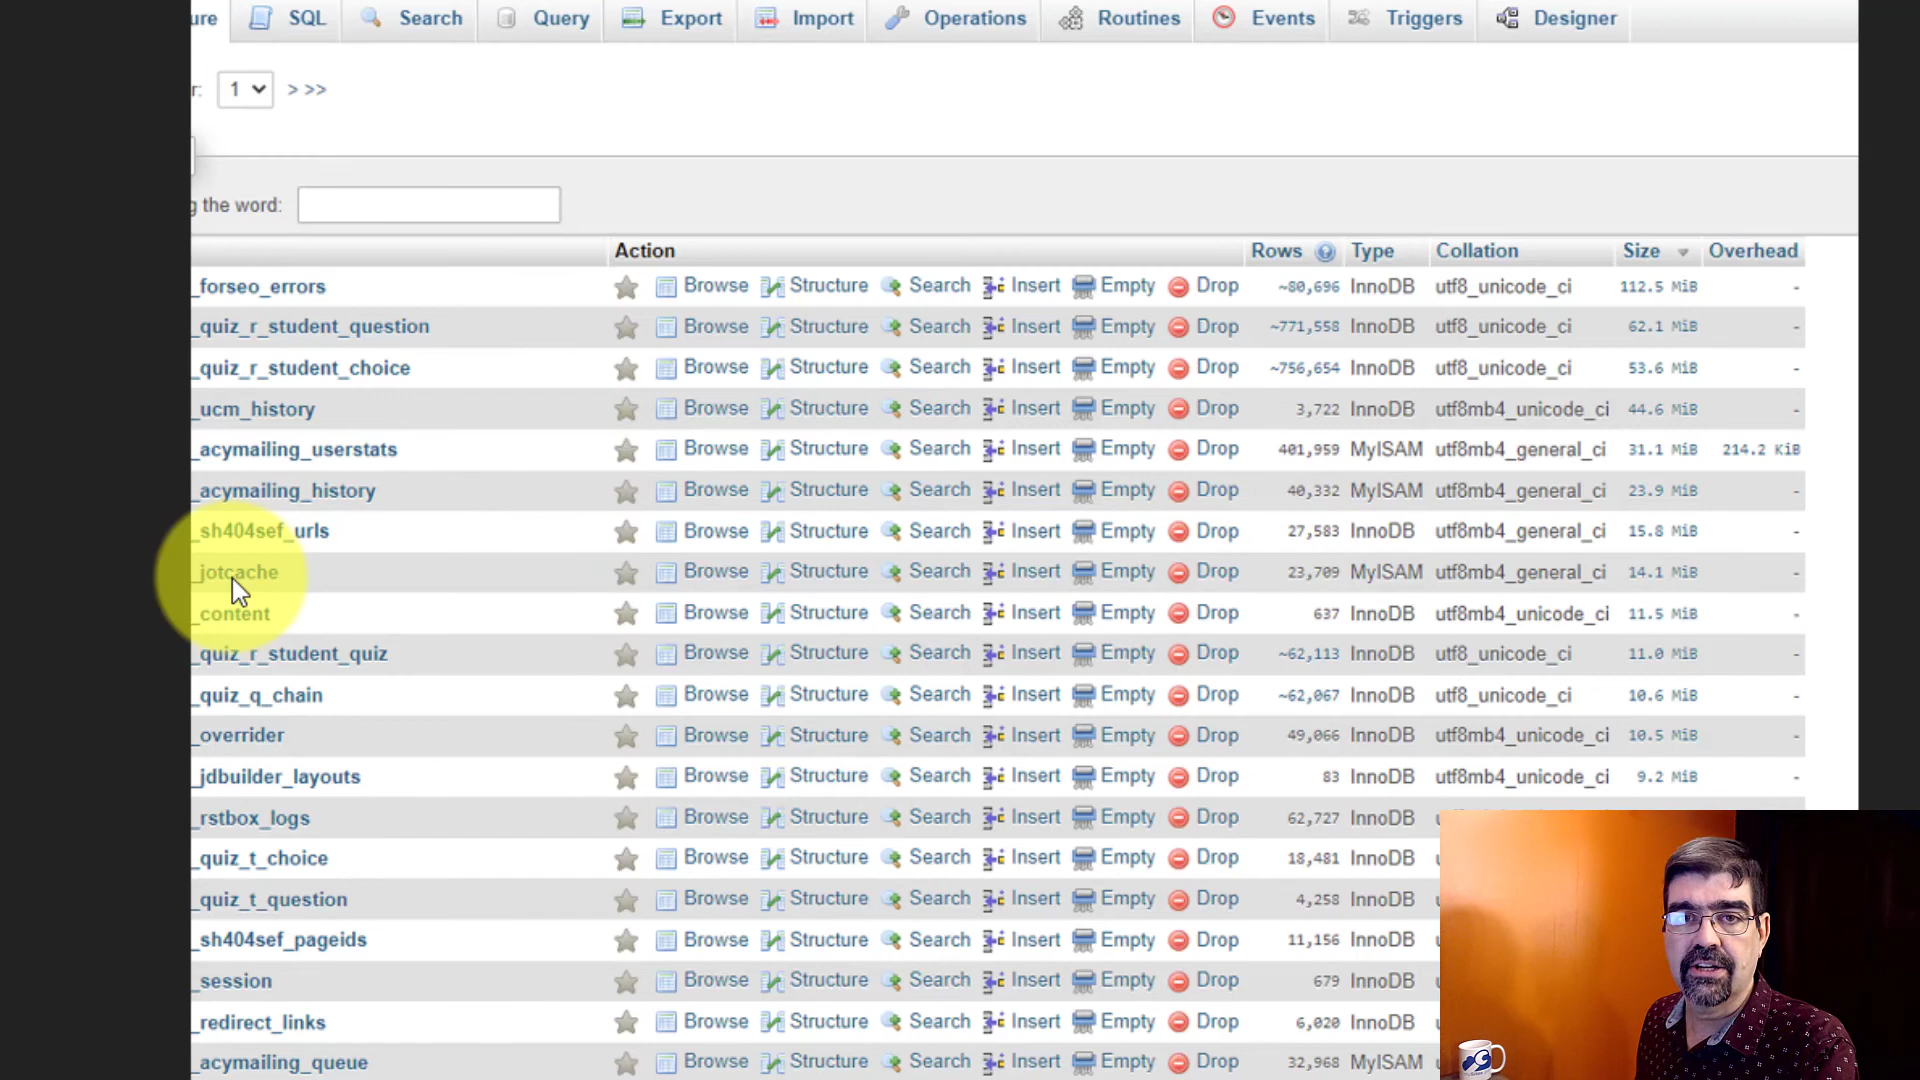 ure SQL Search Query Export Import Operations Routines Events Triggers Designer
r: 1 > >>
g the word:
Action Rows Type Collation Size Overhead
_forseo_errors Browse Structure Search Insert Empty Drop ~80,696 InnoDB utf8_unicode_ci 112.5 MiB -
_quiz_r_student_question Browse Structure Search Insert Empty Drop ~771,558 InnoDB utf8_unicode_ci 62.1 MiB -
_quiz_r_student_choice Browse Structure Search Insert Empty Drop ~756,654 InnoDB utf8_unicode_ci 53.6 MiB -
_ucm_history Browse Structure Search Insert Empty Drop 3,722 InnoDB utf8mb4_unicode_ci 44.6 MiB -
_acymailing_userstats Browse Structure Search Insert Empty Drop 401,959 MyISAM utf8mb4_general_ci 31.1 MiB 214.2 KiB
_acymailing_history Browse Structure Search Insert Empty Drop 40,332 MyISAM utf8mb4_general_ci 23.9 MiB -
_sh404sef_urls Browse Structure Search Insert Empty Drop 27,583 MyISAM utf8mb4_general_ci 15.8 MiB -
_jotcache Browse Structure Search Insert Empty Drop 23,709 MyISAM utf8mb4_general_ci 14.1 MiB -
_content Browse Structure Search Insert Empty Drop 637 InnoDB utf8mb4_unicode_ci 11.5 MiB -
_quiz_r_student_quiz Browse Structure Search Insert Empty Drop ~62,113 InnoDB utf8_unicode_ci 11.0 MiB -
_quiz_q_chain Browse Structure Search Insert Empty Drop ~62,067 InnoDB utf8_unicode_ci 10.6 MiB -
_overrider Browse Structure Search Insert Empty Drop 49,066 InnoDB utf8mb4_unicode_ci 10.5 MiB -
_jdbuilder_layouts Browse Structure Search Insert Empty Drop 83 InnoDB utf8mb4_unicode_ci 9.2 MiB -
_rstbox_logs Browse Structure Search Insert Empty Drop 62,727 InnoDB
_quiz_t_choice Browse Structure Search Insert Empty Drop 18,481 InnoDB
_quiz_t_question Browse Structure Search Insert Empty Drop 4,258 InnoDB
_sh404sef_pageids Browse Structure Search Insert Empty Drop 11,156 InnoDB
_session Browse Structure Search Insert Empty Drop 679 InnoDB
_redirect_links Browse Structure Search Insert Empty Drop 6,020 InnoDB
_acymailing_queue Browse Structure Search Insert Empty Drop 32,968 MyISAM